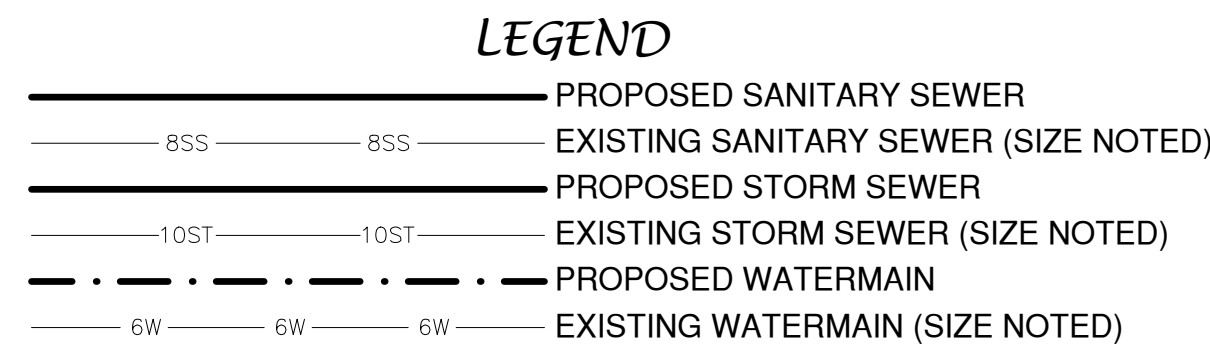 LEGEND
PROPOSED SANITARY SEWER
8SS 8SS EXISTING SANITARY SEWER (SIZE NOTED)
PROPOSED STORM SEWER
10ST 10ST EXISTING STORM SEWER (SIZE NOTED)
PROPOSED WATERMAIN
6W 6W 6W EXISTING WATERMAIN (SIZE NOTED)